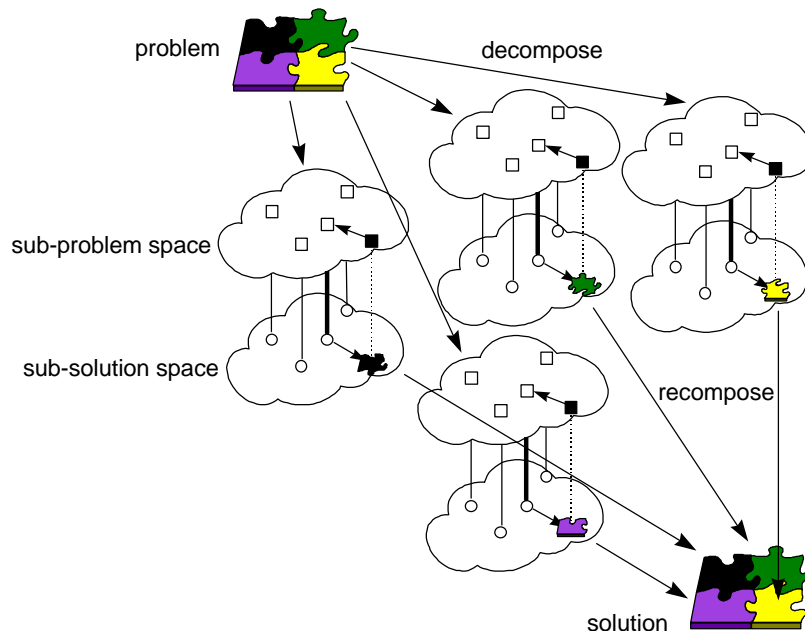 problem
decompose
sub-problem space
sub-solution space
recompose
solution